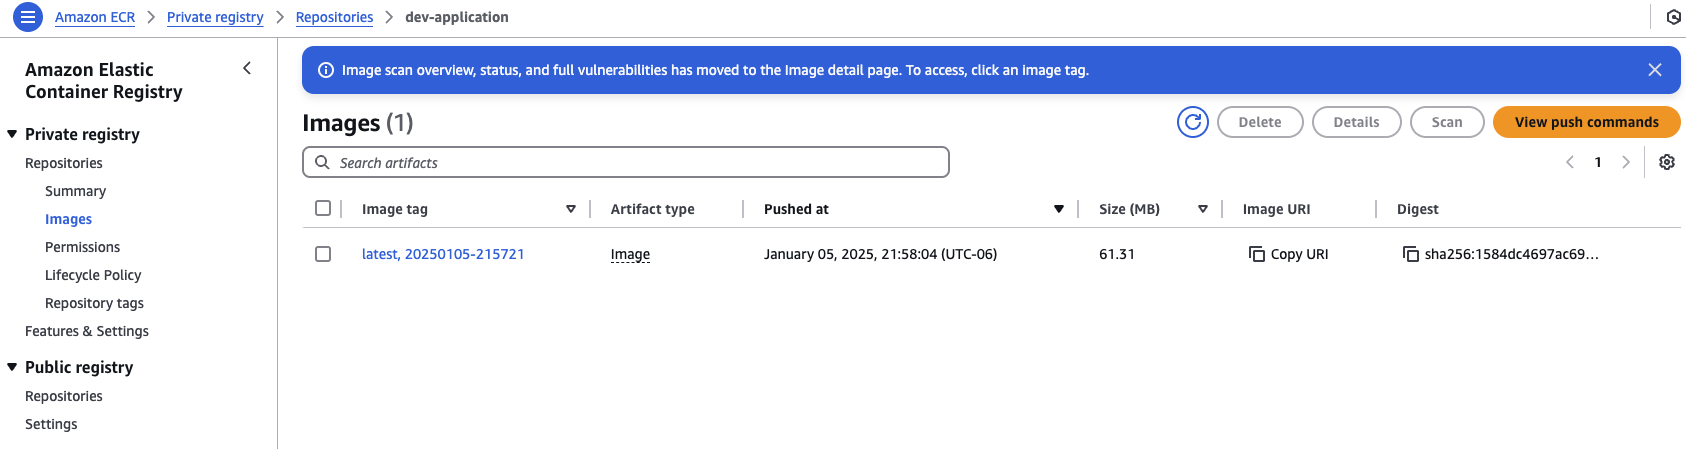 Amazon ECR > Private registry > Repositories > dev-application
Amazon Elastic
Container Registry
Private registry
Repositories
Summary
Images
Permissions
Lifecycle Policy
Repository tags
Features & Settings
Public registry
Repositories
Settings
Image scan overview, status, and full vulnerabilities has moved to the Image detail page. To access, click an image tag.
Images (1)
Delete
Details
Scan
View push commands
Search artifacts
1
Image tag Artifact type Pushed at Size (MB) Image URI Digest
latest, 20250105-215721 Image January 05, 2025, 21:58:04 (UTC-06) 61.31 Copy URI sha256:1584dc4697ac69...